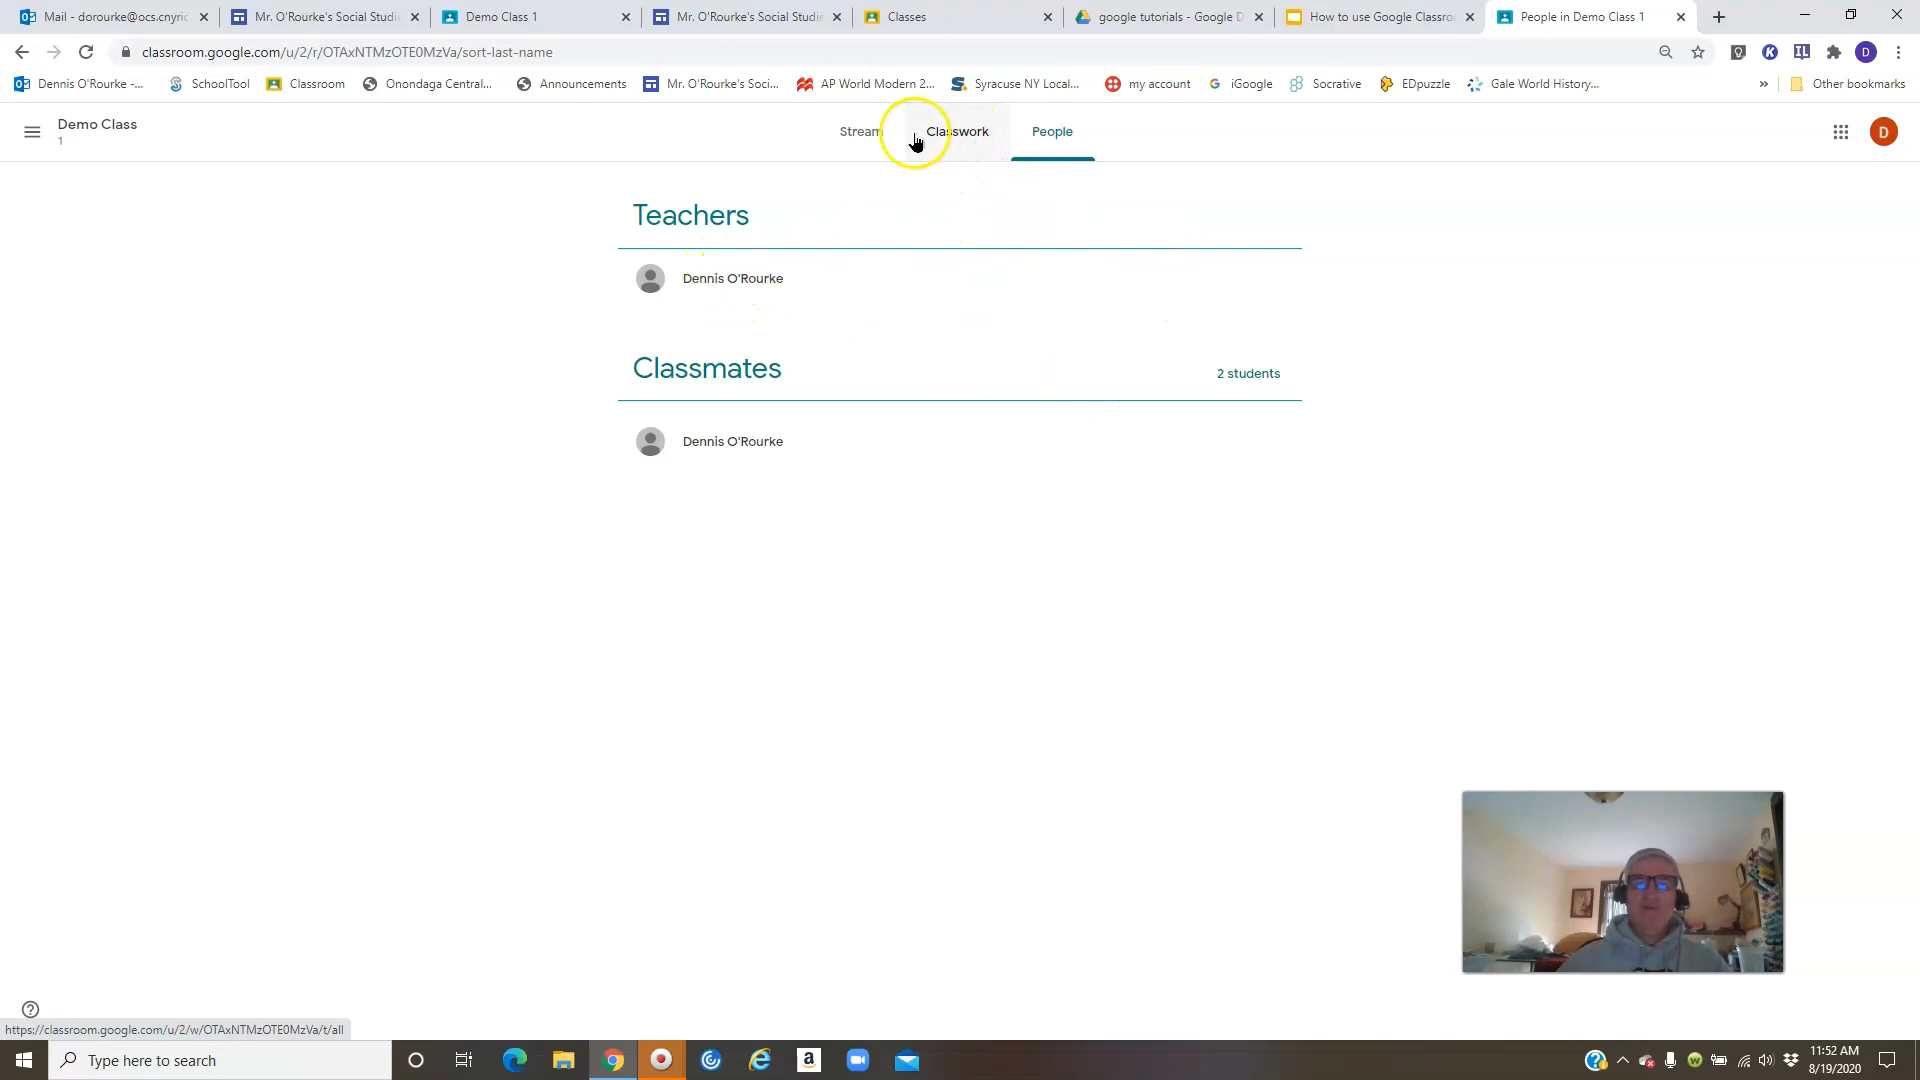 Mail - dorourke@ocs.cnyric
Mr. O'Rourke's Social Studie
Demo Class 1
Mr. O'Rourke's Social Studie
Classes
google tutorials - Google D
How to use Google Classro
People in Demo Class 1
classroom.google.com/u/2/r/OTAxNTMzOTE0MzVa/sort-last-name
Dennis O'Rourke -...
SchoolTool
Classroom
Onondaga Central...
Announcements
Mr. O'Rourke's Soci...
AP World Modern 2...
Syracuse NY Local...
my account
iGoogle
Socrative
EDpuzzle
Gale World History...
»
Other bookmarks
Demo Class
1
Stream
Classwork
People
D
Teachers
Dennis O'Rourke
Classmates
2 students
Dennis O'Rourke
https://classroom.google.com/u/2/w/OTAxNTMzOTE0MzVa/t/all
Type here to search
11:52 AM
8/19/2020